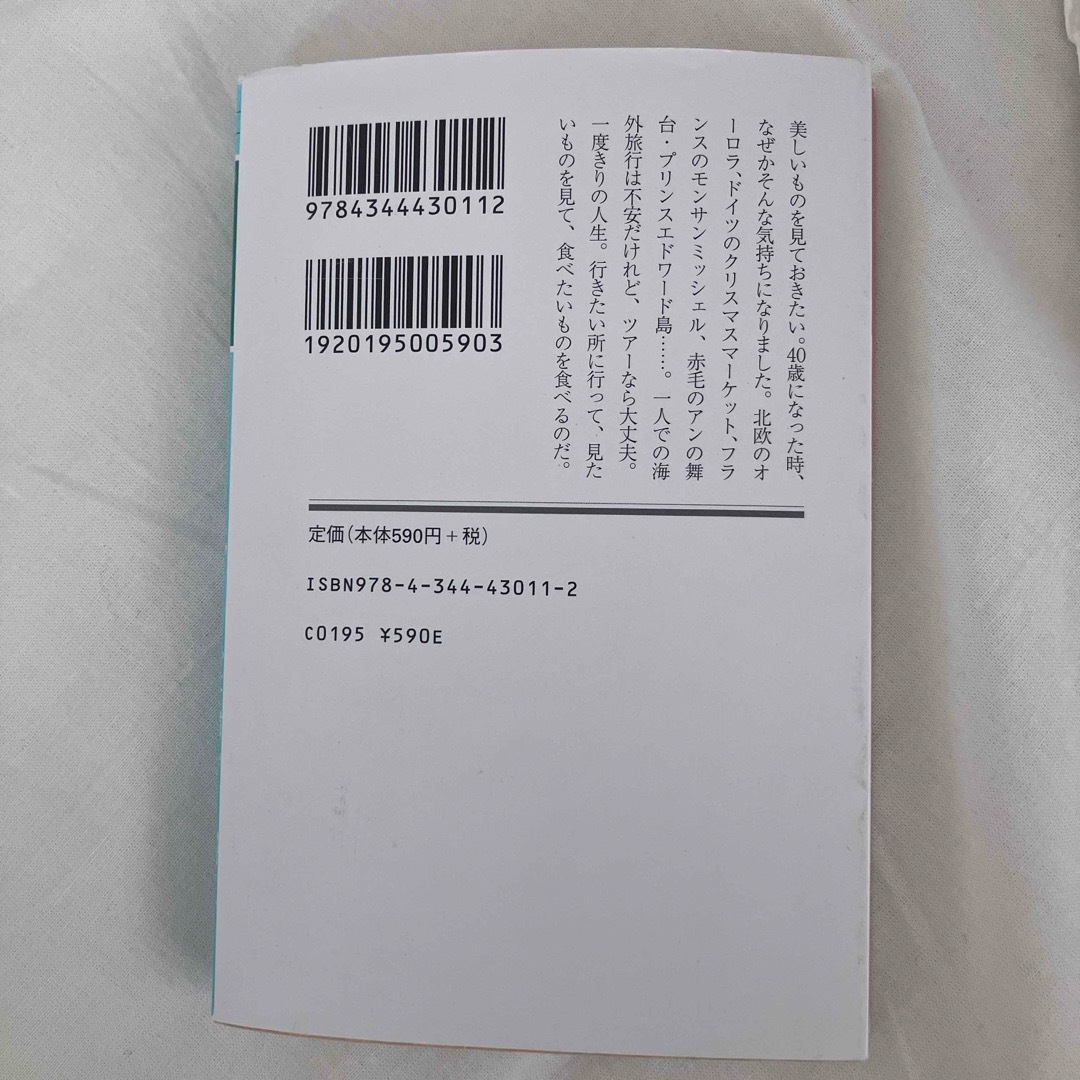 美しいものを見ておきたい。40歳になった時、
なぜかそんな気持ちになりました。北欧のオ
ーロラ、ドイツのクリスマスマーケット、フラ
ンスのモンサンミッシェル、赤毛のアンの舞
台・プリンスエドワード島……。一人での海
外旅行は不安だけれど、ツアーなら大丈夫。
一度きりの人生。行きたい所に行って、見た
いものを見て、食べたいものを食べるのだ。
9784344430112
1920195005903
定価(本体590円+税)
ISBN978-4-344-43011-2
C0195 ¥590E